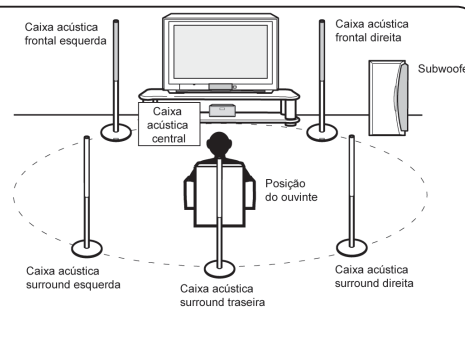 Caixa acústica
frontal esquerda
Caixa acústica
frontal direita
Subwoofe
Caixa
acústica
central
Posição
do ouvinte
Caixa acústica
surround esquerda
Caixa acústica
surround traseira
Caixa acústica
surround direita